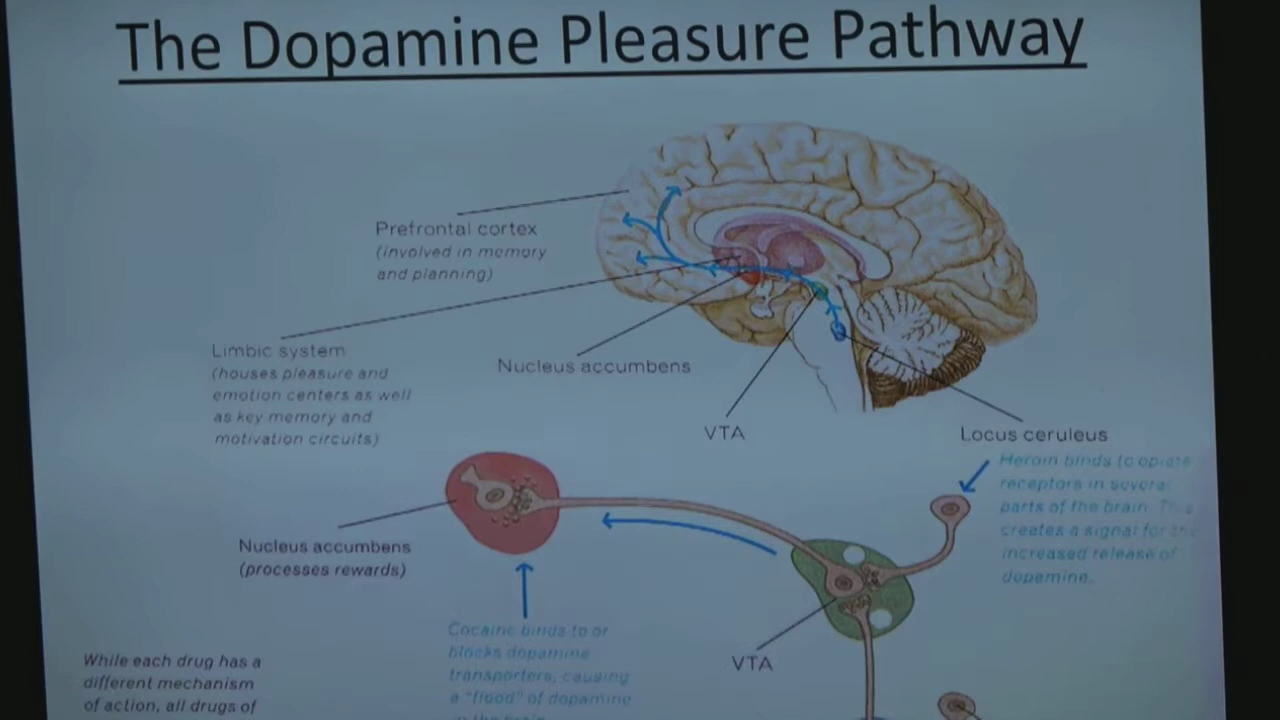 The Dopamine Pleasure Pathway
Prefrontal cortex
(involved in memory
and planning)
Limbic system
(houses pleasure and
emotion centers as well
as key memory and
motivation circuits)
Nucleus accumbens
VTA
Locus ceruleus
Heroin binds to opiate
receptors in several
parts of the brain. This
creates a signal for the
increased release of
dopamine.
Nucleus accumbens
(processes rewards)
VTA
Cocaine binds to or
blocks dopamine
transporters, causing
a "flood" of dopamine
in the brain.
While each drug has a
different mechanism
of action, all drugs of